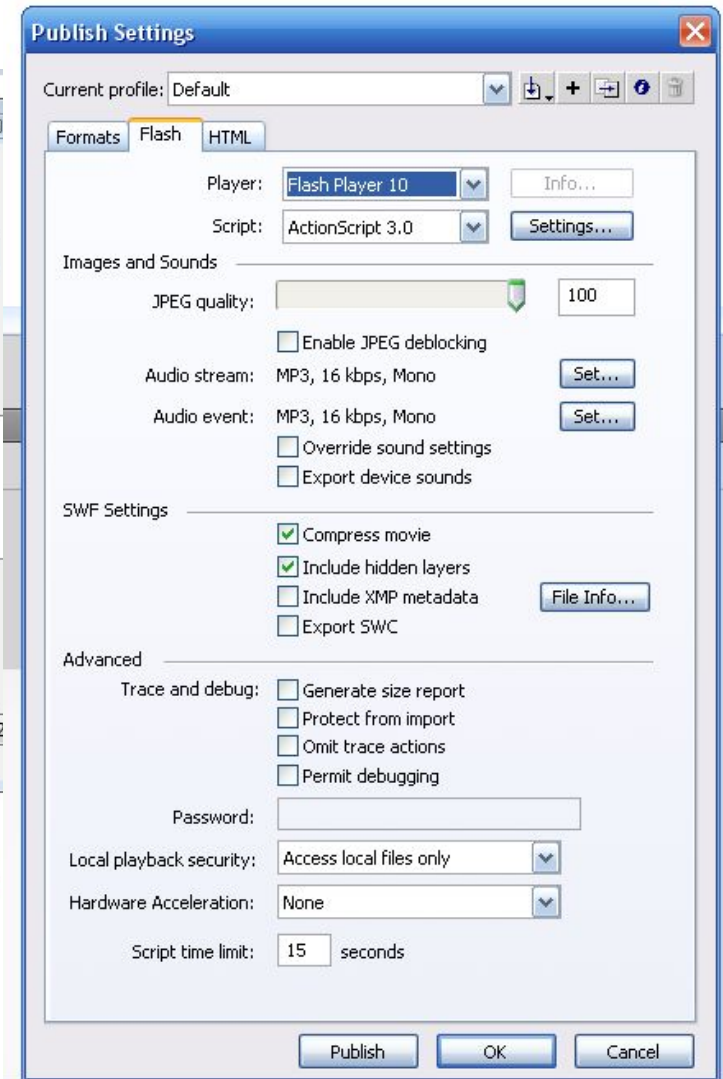 Publish Settings
Current profile: Default
Formats Flash HTML
Player: Flash Player 10 Info...
Script: ActionScript 3.0 Settings...
Images and Sounds
JPEG quality: 100
Enable JPEG deblocking
Audio stream: MP3, 16 kbps, Mono Set...
Audio event: MP3, 16 kbps, Mono Set...
Override sound settings
Export device sounds
SWF Settings
Compress movie
Include hidden layers
Include XMP metadata File Info...
Export SWC
Advanced
Trace and debug: Generate size report
Protect from import
Omit trace actions
Permit debugging
Password:
Local playback security: Access local files only
Hardware Acceleration: None
Script time limit: 15 seconds
Publish OK Cancel